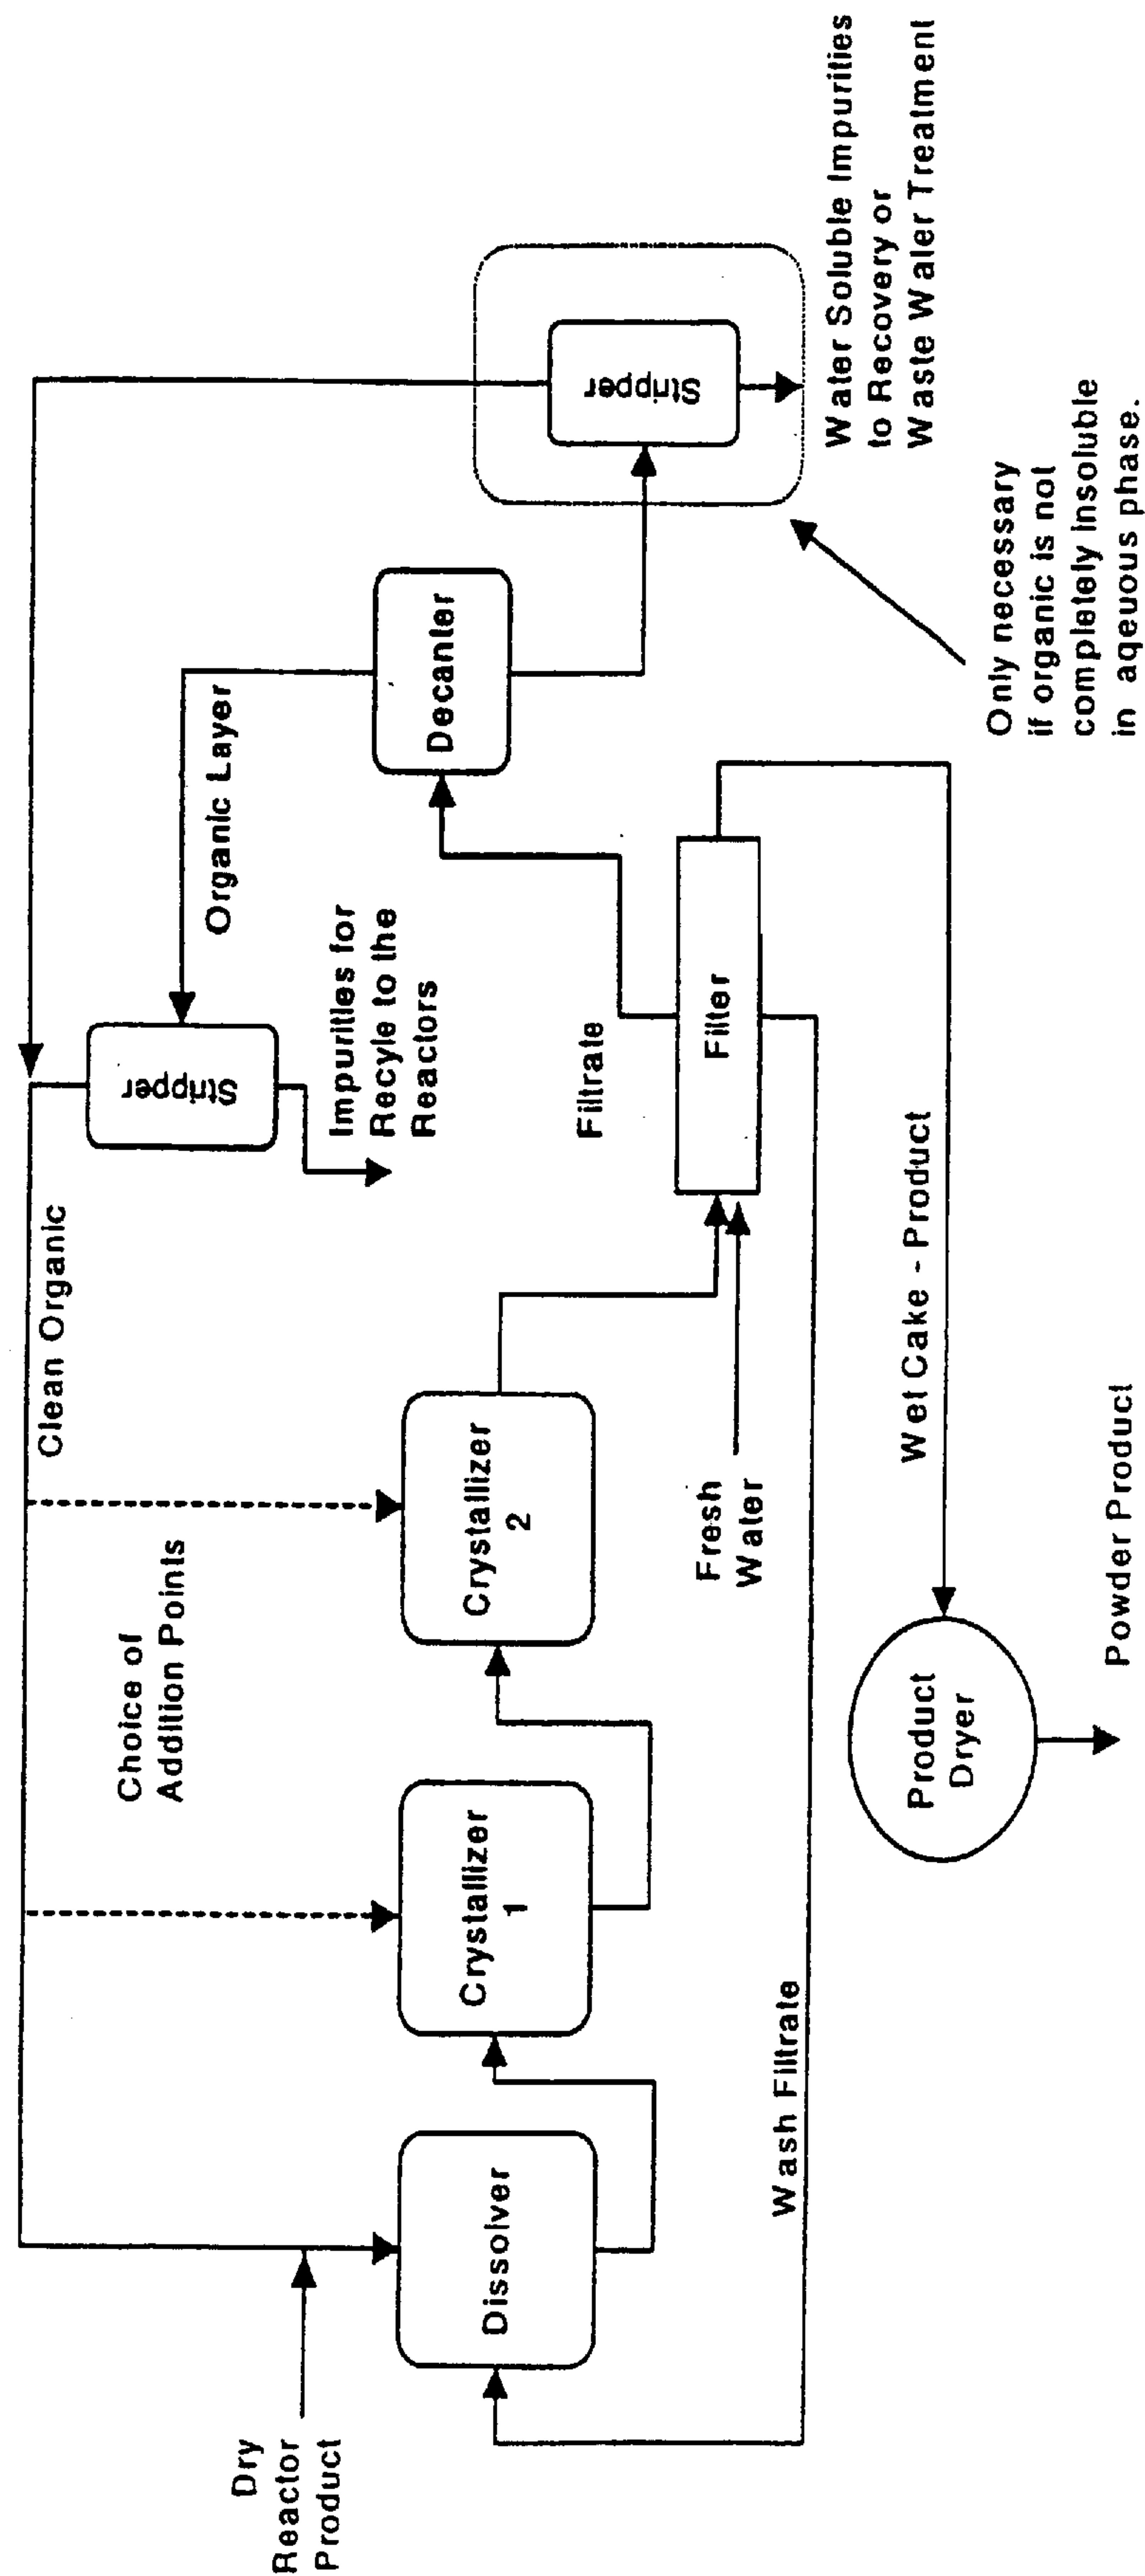 Dry
Reactor
Product
Clean Organic
Choice of
Addition Points
Stripper
Organic Layer
Impurities for
Recyle to the
Reactors
Dissolver
Crystallizer
1
Crystallizer
2
Decanter
Stripper
Filtrate
Filter
Fresh
Water
Wash Filtrate
Water Soluble Impurities
to Recovery or
Waste Water Treatment
Only necessary
if organic is not
completely insoluble
in aqeuous phase.
Wet Cake - Product
Product
Dryer
Powder Product